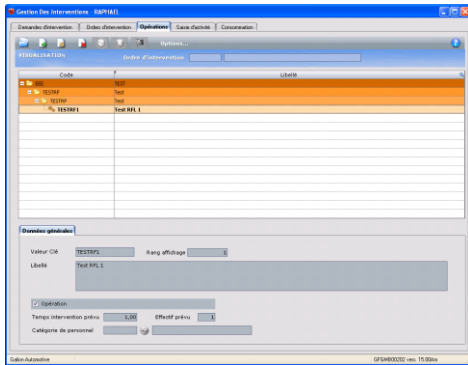 Gestion Des Interventions - RAPHAEL
Demandes d'intervention Ordres d'intervention Opérations Saisie d'activité Consommation
Options...
VISUALISATION Ordre d'intervention
Code Libellé
EEE TEST
TESTRF Test
TESTRF Test
TESTRF1 Test RFL 1
Données générales
Valeur Clé TESTRF1 Rang affichage 1
Libellé Test RFL 1
Opération
Temps intervention prévu 1,00 Effectif prévu 1
Catégorie de personnel
Galion Automotive